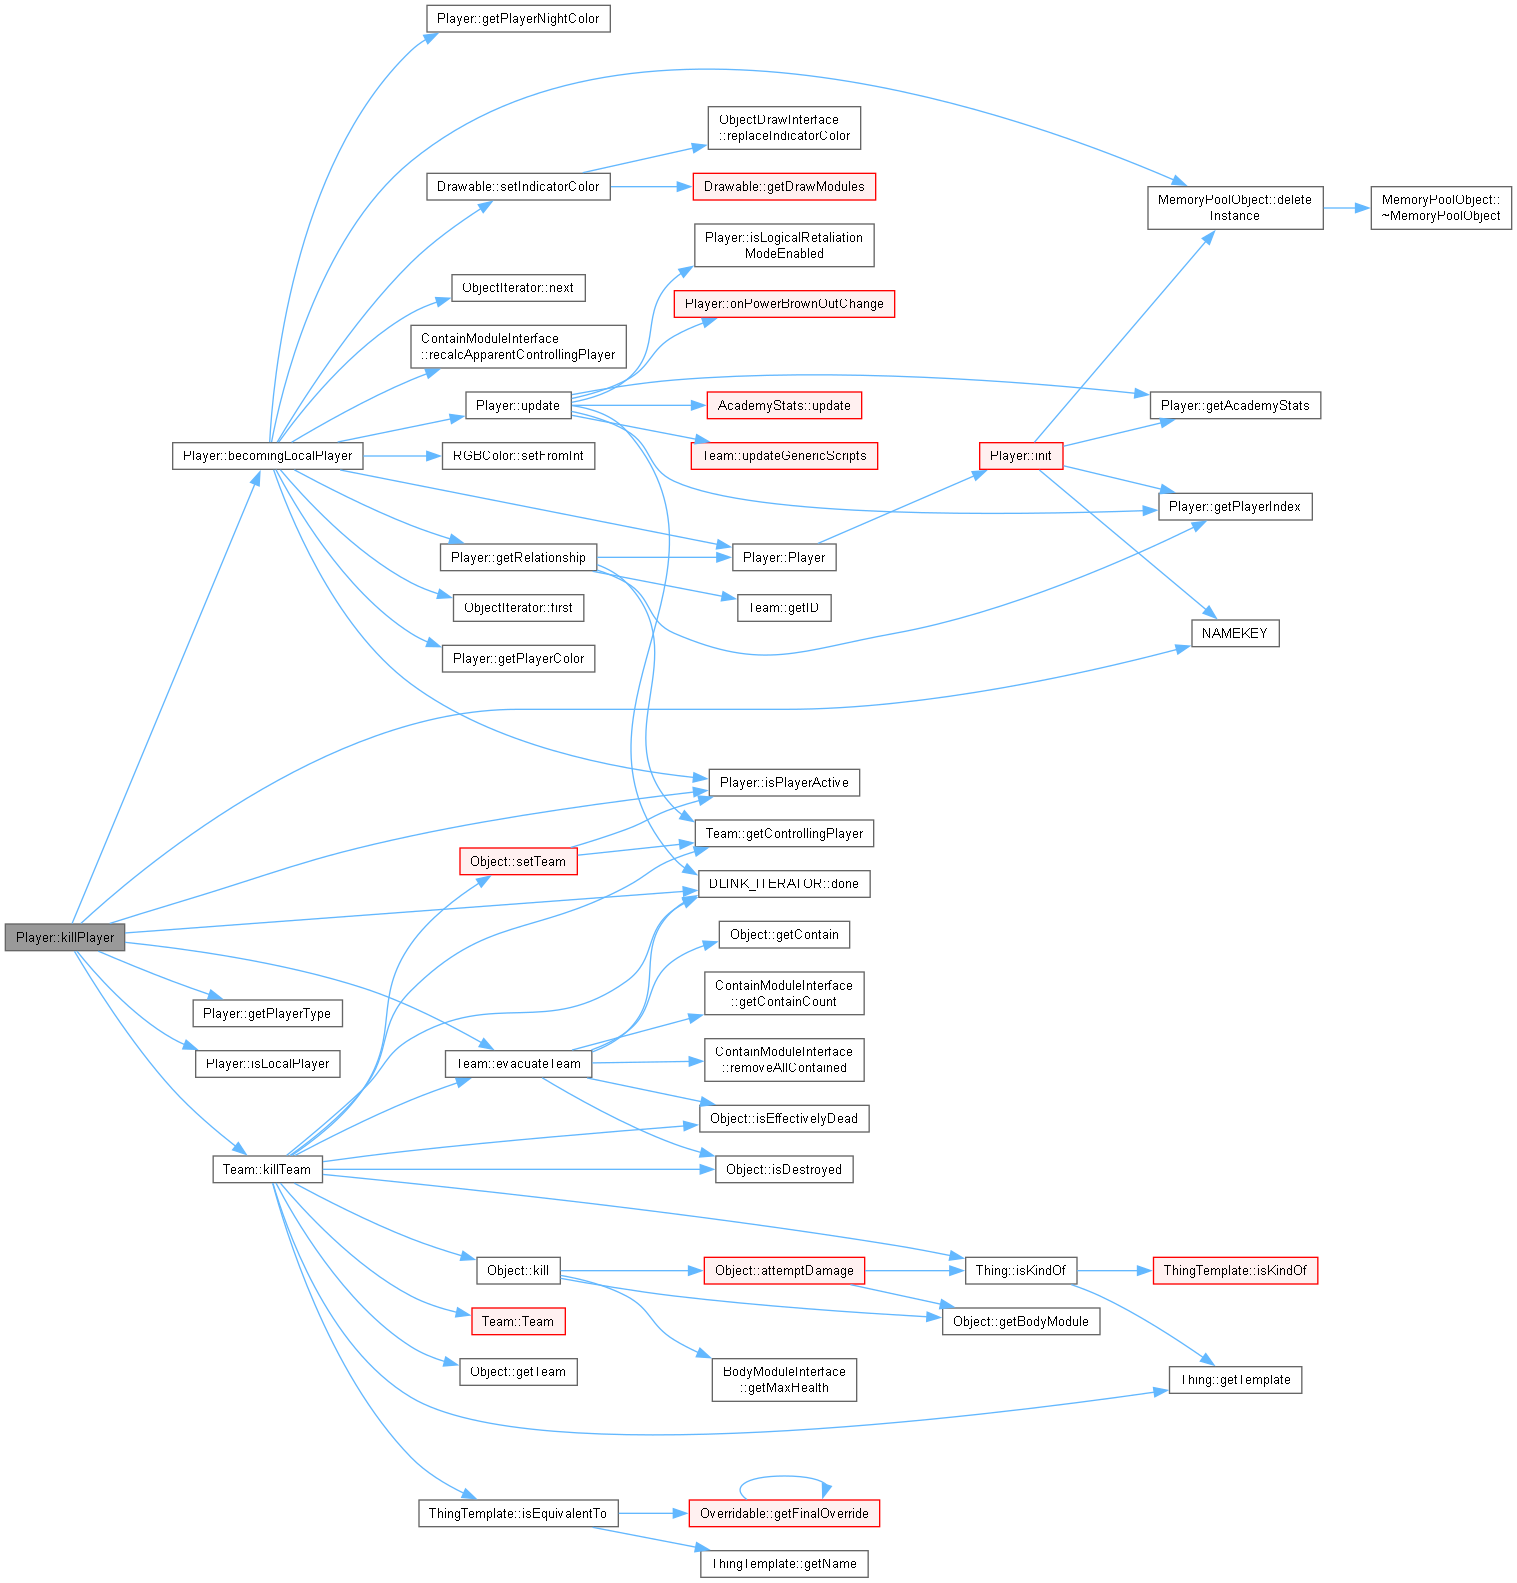 Player::getPlayerNightColor
ObjectDrawInterface
::replaceIndicatorColor
Drawable::setIndicatorColor
Drawable::getDrawModules
MemoryPoolObject::delete
Instance
MemoryPoolObject::
~MemoryPoolObject
Player::isLogicalRetaliation
ModeEnabled
ObjectIterator::next
Player::onPowerBrownOutChange
ContainModuleInterface
::recalcApparentControllingPlayer
Player::update
AcademyStats::update
Player::getAcademyStats
Player::becomingLocalPlayer
RGBColor::setFromInt
Team::updateGenericScripts
Player::init
Player::getPlayerIndex
Player::getRelationship
Player::Player
ObjectIterator::first
Team::getID
NAMEKEY
Player::getPlayerColor
Player::isPlayerActive
Team::getControllingPlayer
Object::setTeam
DLINK_ITERATOR::done
Player::killPlayer
Object::getContain
ContainModuleInterface
::getContainCount
Player::getPlayerType
Player::isLocalPlayer
Team::evacuateTeam
ContainModuleInterface
::removeAllContained
Object::isEffectivelyDead
Team::killTeam
Object::isDestroyed
Object::kill
Object::attemptDamage
Thing::isKindOf
ThingTemplate::isKindOf
Team::Team
Object::getBodyModule
Object::getTeam
BodyModuleInterface
::getMaxHealth
Thing::getTemplate
ThingTemplate::isEquivalentTo
Overridable::getFinalOverride
ThingTemplate::getName